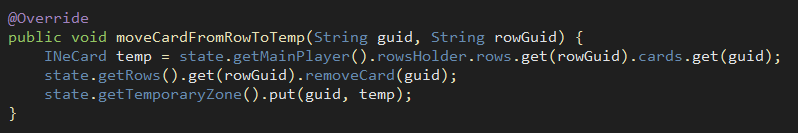 @Override
public void moveCardFromRowToTemp(String guid, String rowGuid) {
    INeCard temp = state.getMainPlayer().rowsHolder.rows.get(rowGuid).cards.get(guid);
    state.getRows().get(rowGuid).removeCard(guid);
    state.getTemporaryZone().put(guid, temp);
}